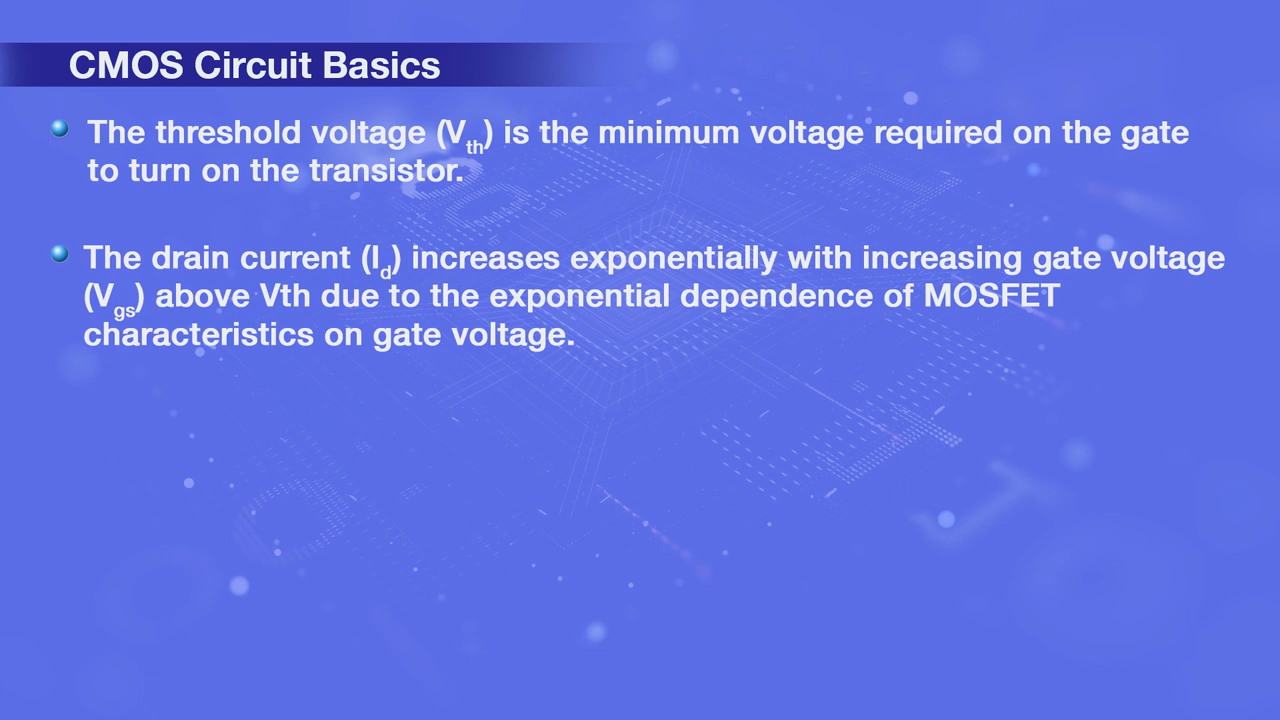 CMOS Circuit Basics
The threshold voltage (Vth) is the minimum voltage required on the gate
to turn on the transistor.
The drain current (Id) increases exponentially with increasing gate voltage
(Vgs) above Vth due to the exponential dependence of MOSFET
characteristics on gate voltage.